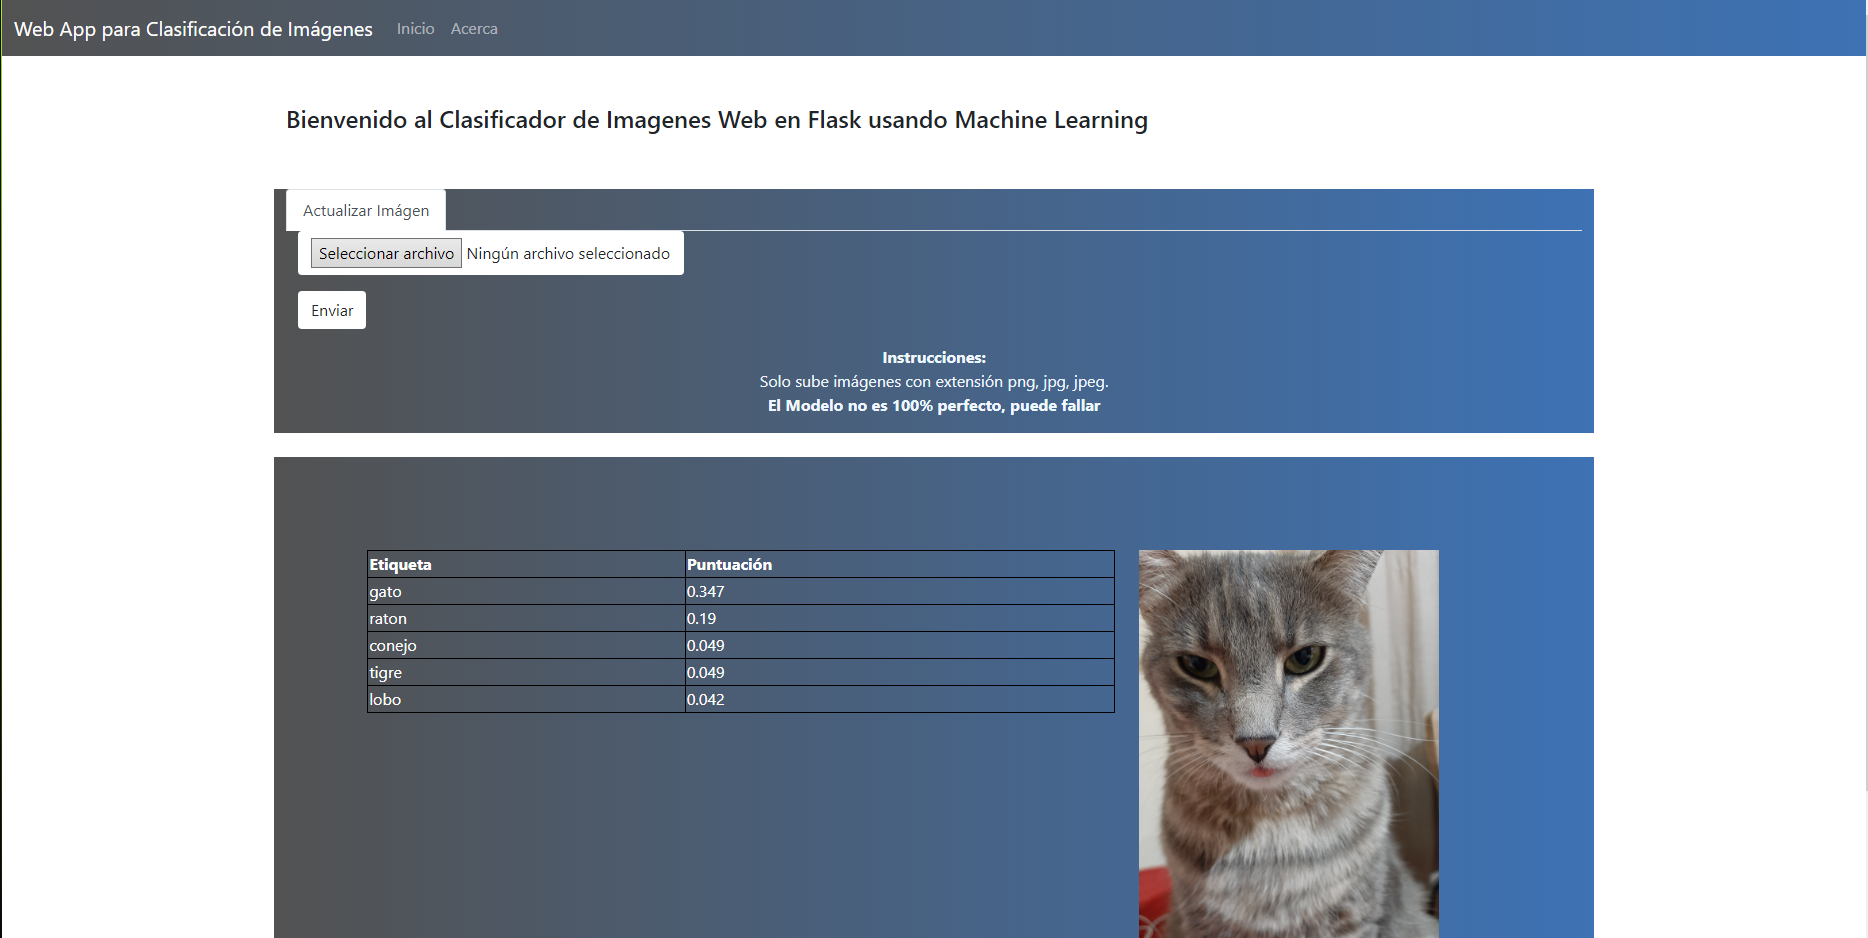 Web App para Clasificación de Imágenes Inicio Acerca
Bienvenido al Clasificador de Imagenes Web en Flask usando Machine Learning
Actualizar Imágen
Seleccionar archivo Ningún archivo seleccionado
Enviar
Instrucciones:
Solo sube imágenes con extensión png, jpg, jpeg.
El Modelo no es 100% perfecto, puede fallar
Etiqueta Puntuación
gato 0.347
raton 0.19
conejo 0.049
tigre 0.049
lobo 0.042